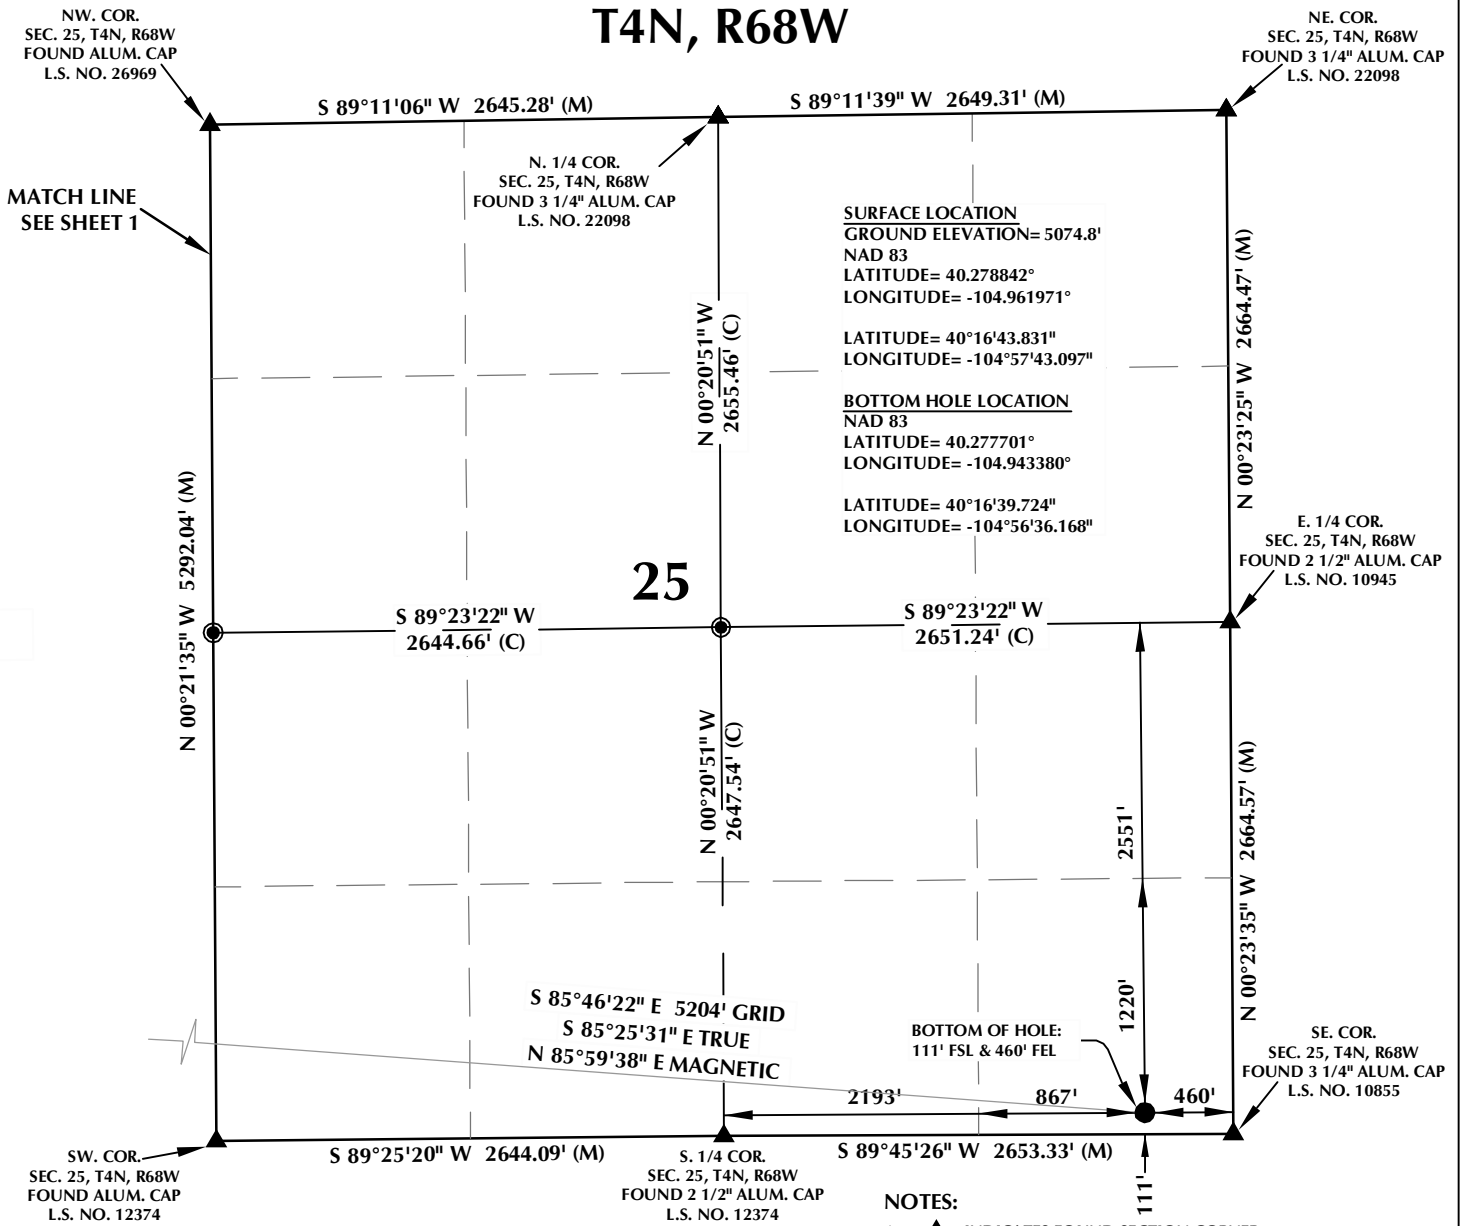 T4N, R68W
NW. COR.
SEC. 25, T4N, R68W
FOUND ALUM. CAP
L.S. NO. 26969
NE. COR.
SEC. 25, T4N, R68W
FOUND 3 1/4" ALUM. CAP
L.S. NO. 22098
S 89°11'06" W 2645.28' (M)
S 89°11'39" W 2649.31' (M)
N. 1/4 COR.
SEC. 25, T4N, R68W
FOUND 3 1/4" ALUM. CAP
L.S. NO. 22098
MATCH LINE
SEE SHEET 1
SURFACE LOCATION
GROUND ELEVATION= 5074.8'
NAD 83
LATITUDE= 40.278842°
LONGITUDE= -104.961971°
LATITUDE= 40°16'43.831"
LONGITUDE= -104°57'43.097"
BOTTOM HOLE LOCATION
NAD 83
LATITUDE= 40.277701°
LONGITUDE= -104.943380°
LATITUDE= 40°16'39.724"
LONGITUDE= -104°56'36.168"
N 00°20'51" W
2655.46' (C)
N 00°23'25" W 2664.47' (M)
N 00°21'35" W 5292.04' (M)
E. 1/4 COR.
SEC. 25, T4N, R68W
FOUND 2 1/2" ALUM. CAP
L.S. NO. 10945
25
S 89°23'22" W
2644.66' (C)
S 89°23'22" W
2651.24' (C)
N 00°20'51" W
2647.54' (C)
2551'
N 00°23'35" W 2664.57' (M)
1220'
S 85°46'22" E 5204' GRID
S 85°25'31" E TRUE
N 85°59'38" E MAGNETIC
BOTTOM OF HOLE:
111' FSL & 460' FEL
SE. COR.
SEC. 25, T4N, R68W
FOUND 3 1/4" ALUM. CAP
L.S. NO. 10855
2193'
867'
460'
S 89°25'20" W 2644.09' (M)
S 89°45'26" W 2653.33' (M)
111'
SW. COR.
SEC. 25, T4N, R68W
FOUND ALUM. CAP
L.S. NO. 12374
S. 1/4 COR.
SEC. 25, T4N, R68W
FOUND 2 1/2" ALUM. CAP
L.S. NO. 12374
NOTES:
INDICATES FOUND SECTION CORNER